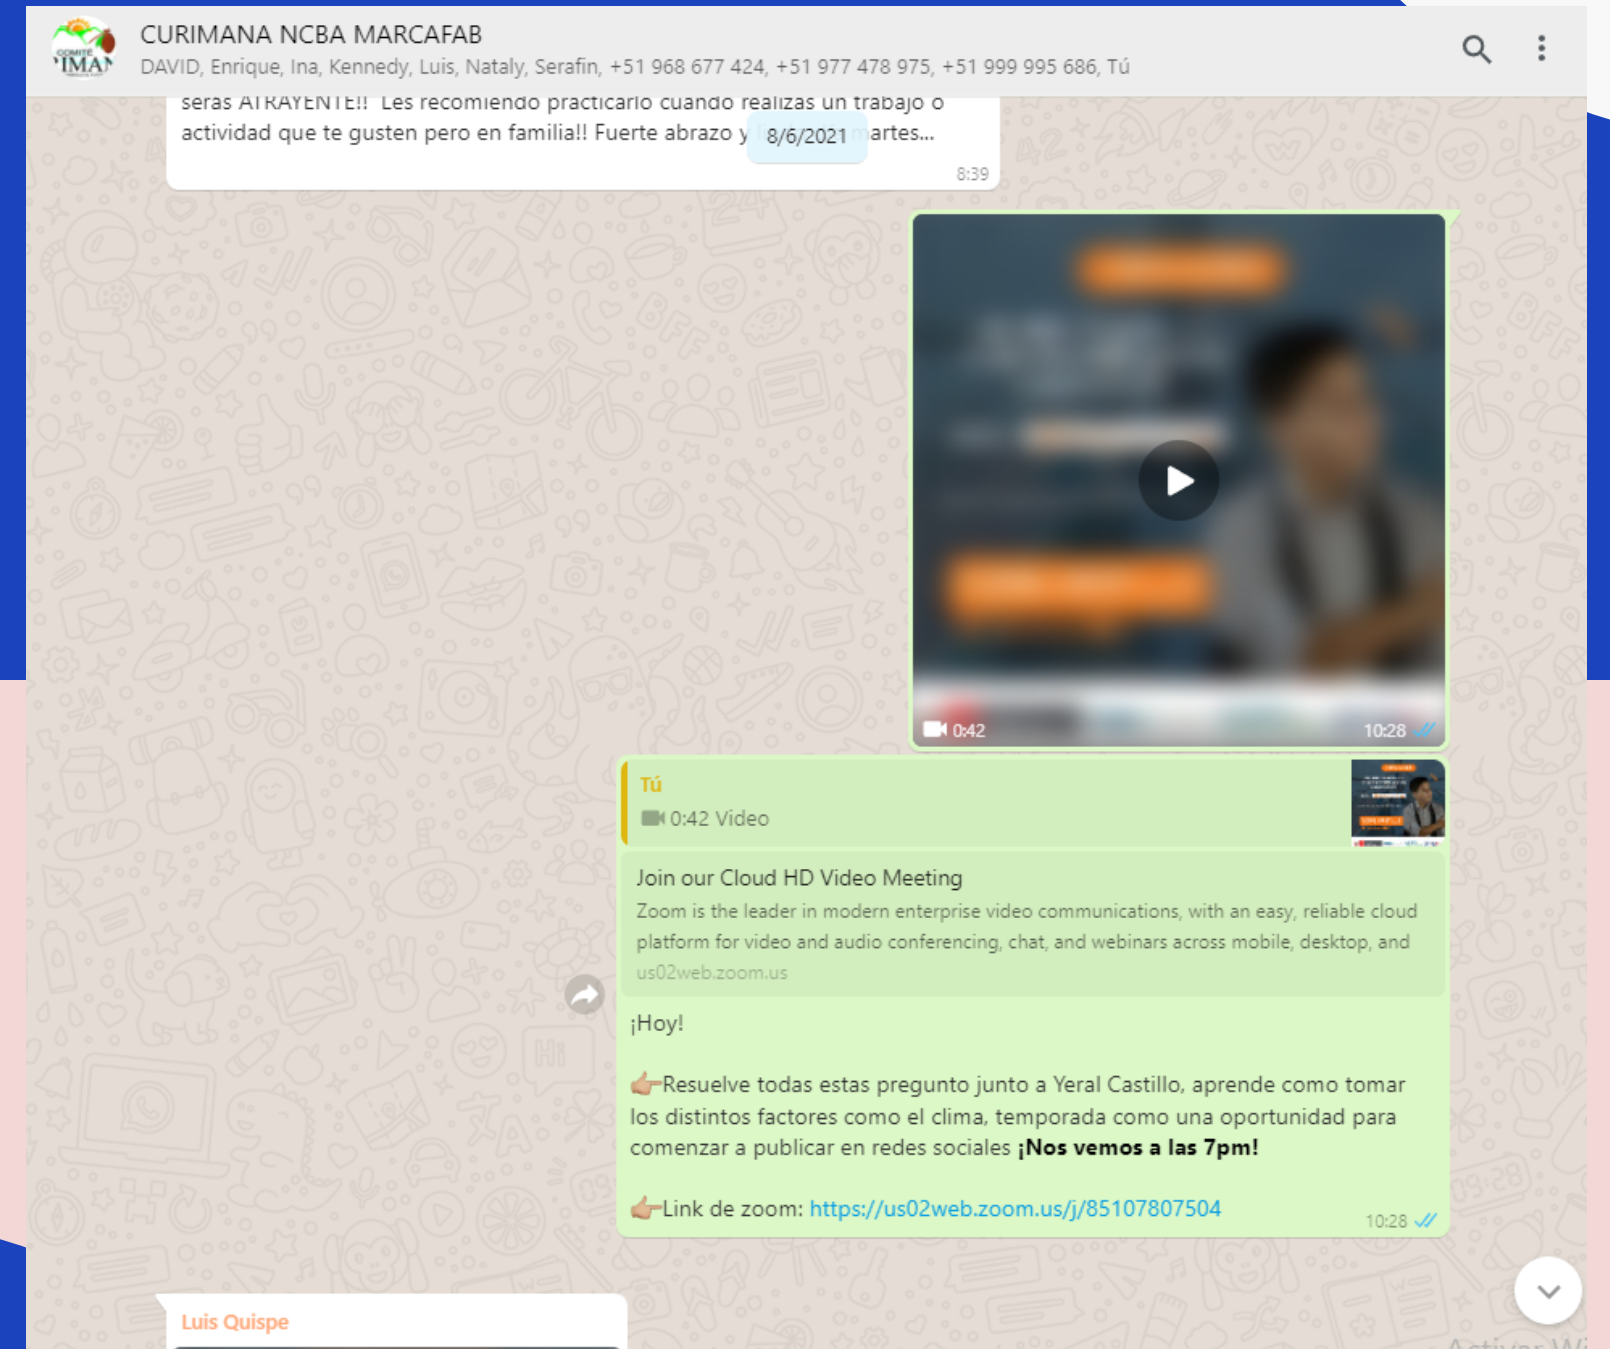 CURIMANA NCBA MARCAFAB
COMITÉ
DAVID, Enrique, Ina, Kennedy, Luis, Nataly, Serafin, +51 968 677 424, +51 977 478 975, +51 999 995 686, Tú
seras ATRAYENTE!! Les recomiendo practicarlo cuando realizas un trabajo o
actividad que te gusten pero en familia!! Fuerte abrazo y martes...
8/6/2021
8:39
0:42
10:28
Tú
0:42 Video
Join our Cloud HD Video Meeting
Zoom is the leader in modern enterprise video communications, with an easy, reliable cloud
platform for video and audio conferencing, chat, and webinars across mobile, desktop, and
us02web.zoom.us
¡Hoy!
👉🏼Resuelve todas estas pregunto junto a Yeral Castillo, aprende como tomar
los distintos factores como el clima, temporada como una oportunidad para
comenzar a publicar en redes sociales ¡Nos vemos a las 7pm!
👉🏼Link de zoom: https://us02web.zoom.us/j/85107807504
10:28
Luis Quispe